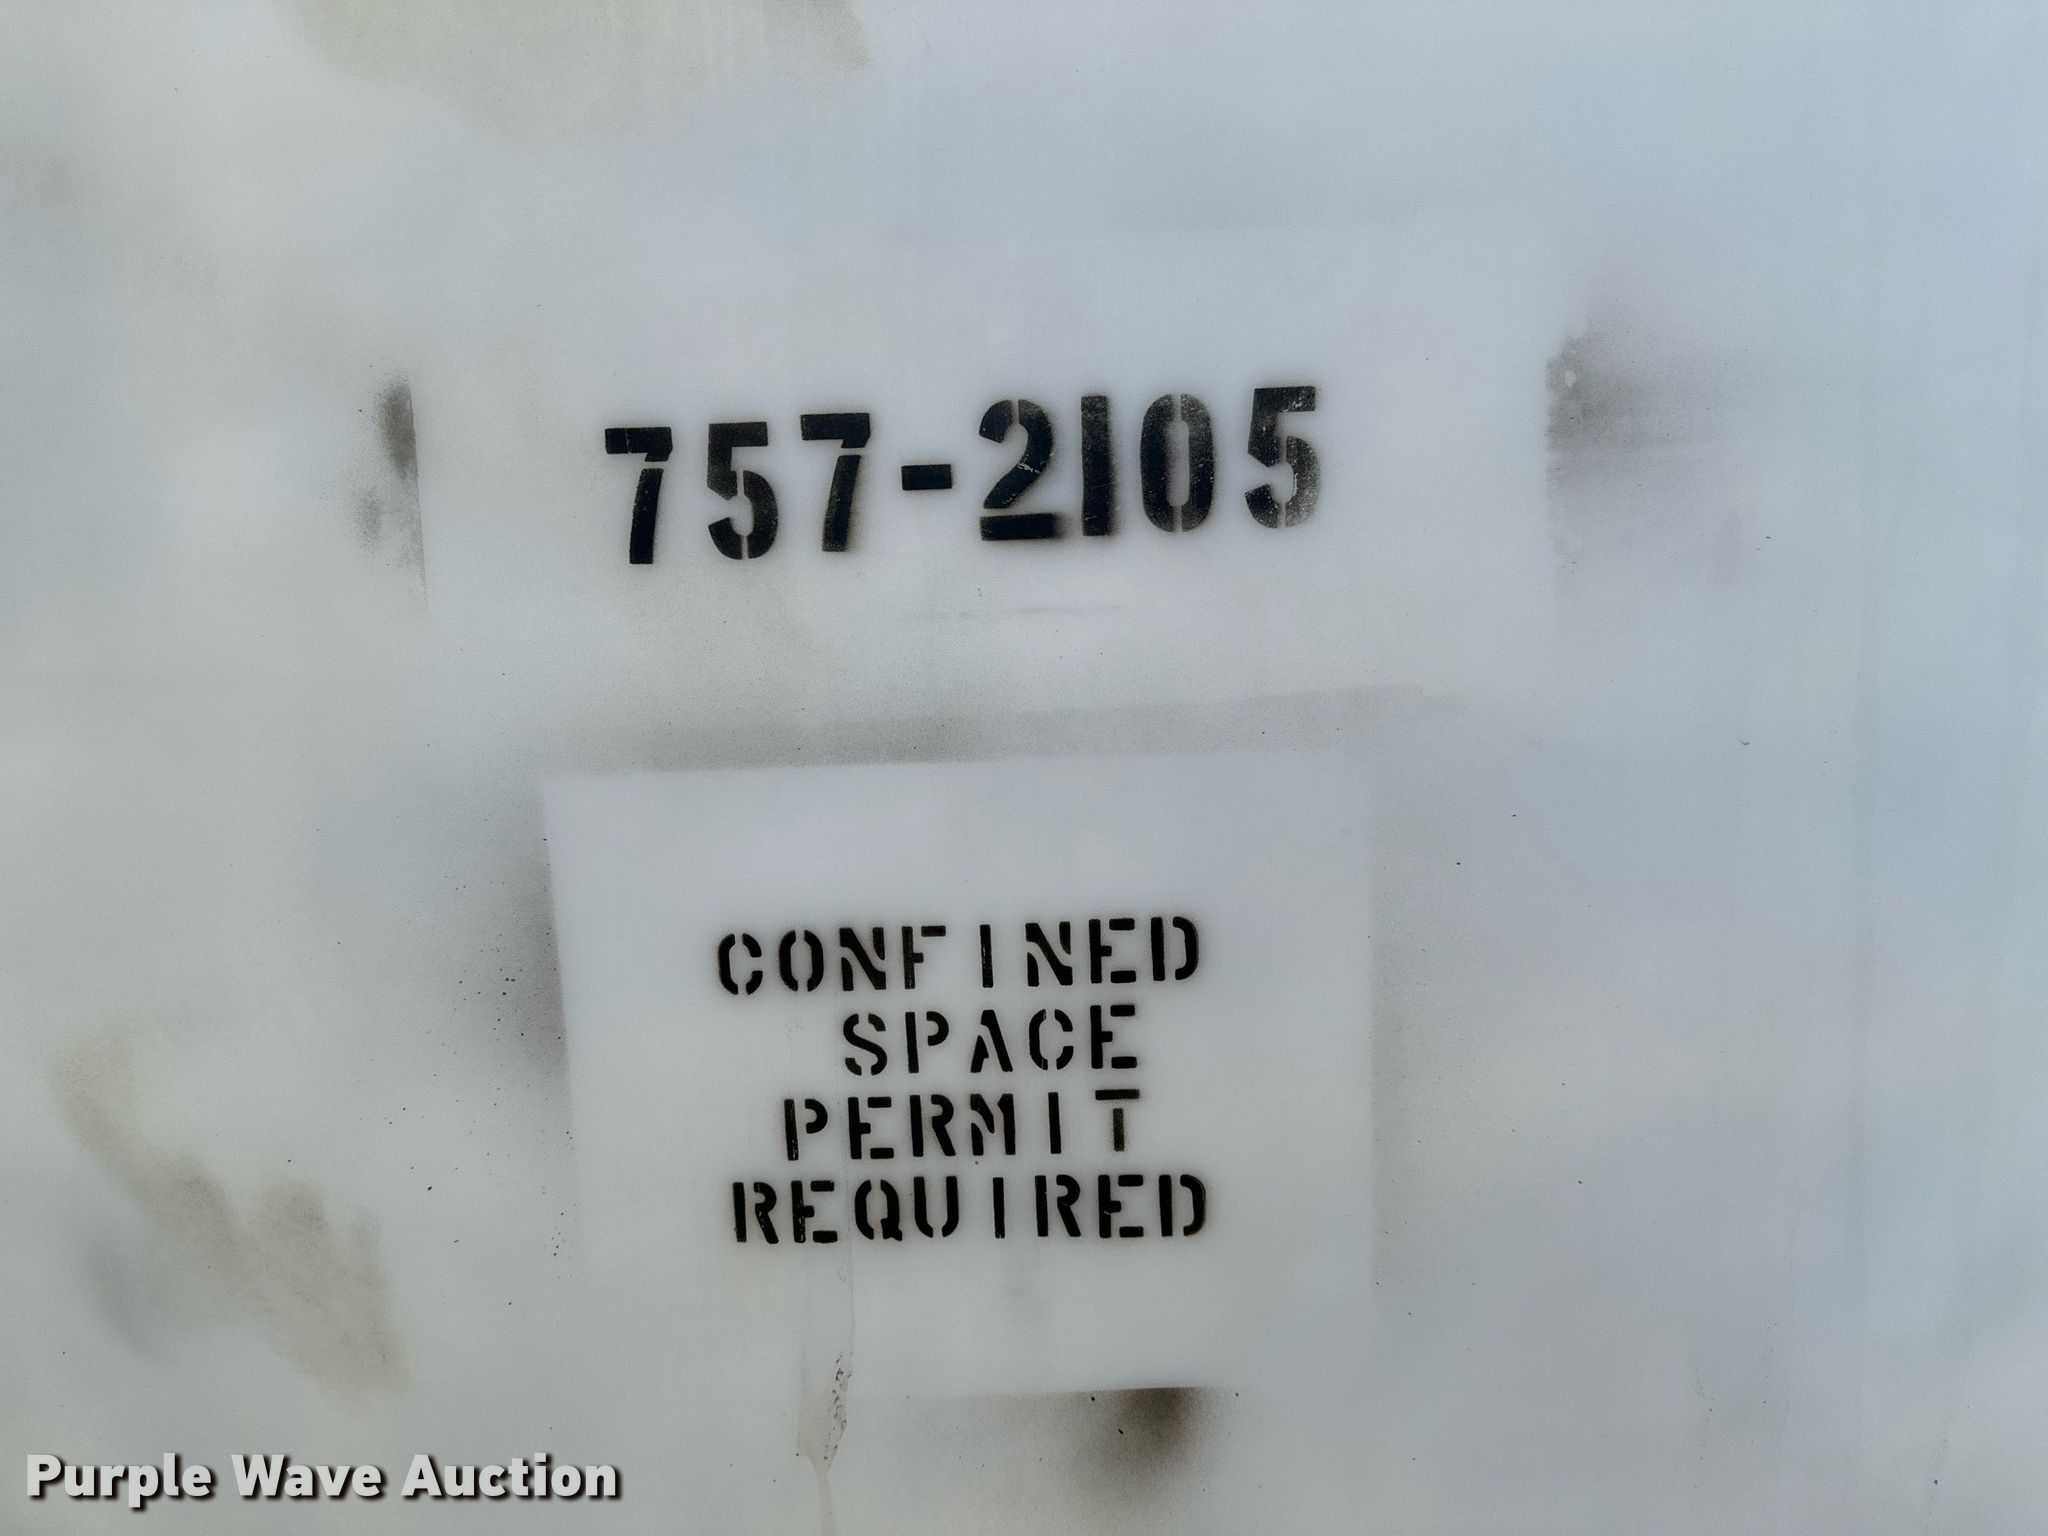 757-2105
CONFINED
SPACE
PERMIT
REQUIRED
Purple Wave Auction